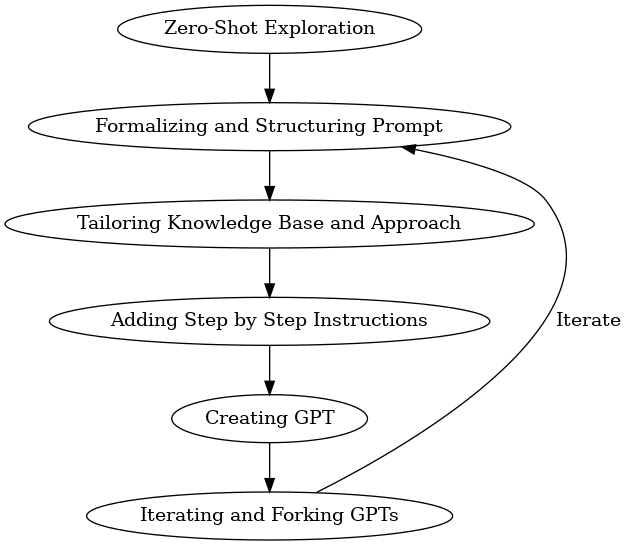 Zero-Shot Exploration
Formalizing and Structuring Prompt
Tailoring Knowledge Base and Approach
Adding Step by Step Instructions
Iterate
Creating GPT
Iterating and Forking GPTs